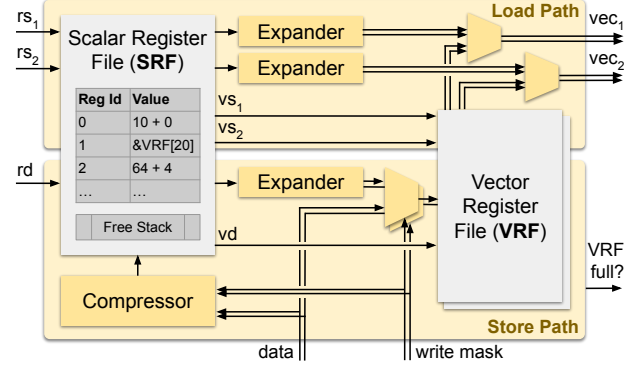 Load Path
rs1
rs2
Scalar Register
File (SRF)
Expander
Expander
vec1
vec2
Reg Id Value
0 10 + 0
1 &VRF[20]
2 64 + 4
... ...
Free Stack
vs1
vs2
rd
Expander
vd
Vector
Register
File (VRF)
VRF
full?
Compressor
Store Path
data
write mask